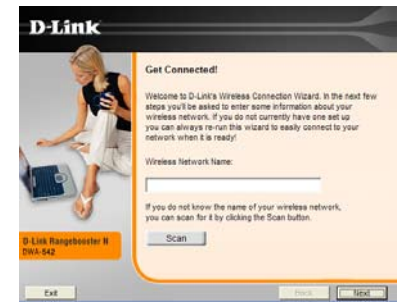 D-Link
Get Connected!
Welcome to D-Link's Wireless Connection Wizard. In the next few
steps you'll be asked to enter some information about your
wireless network. If you do not currently have one set up
you can always re-run this wizard to easily connect to your
network when it is ready!
Wireless Network Name:
If you do not know the name of your wireless network,
you can scan for it by clicking the Scan button.
Scan
D-Link Rangebooster N
DWA-542
Exit
Back
Next